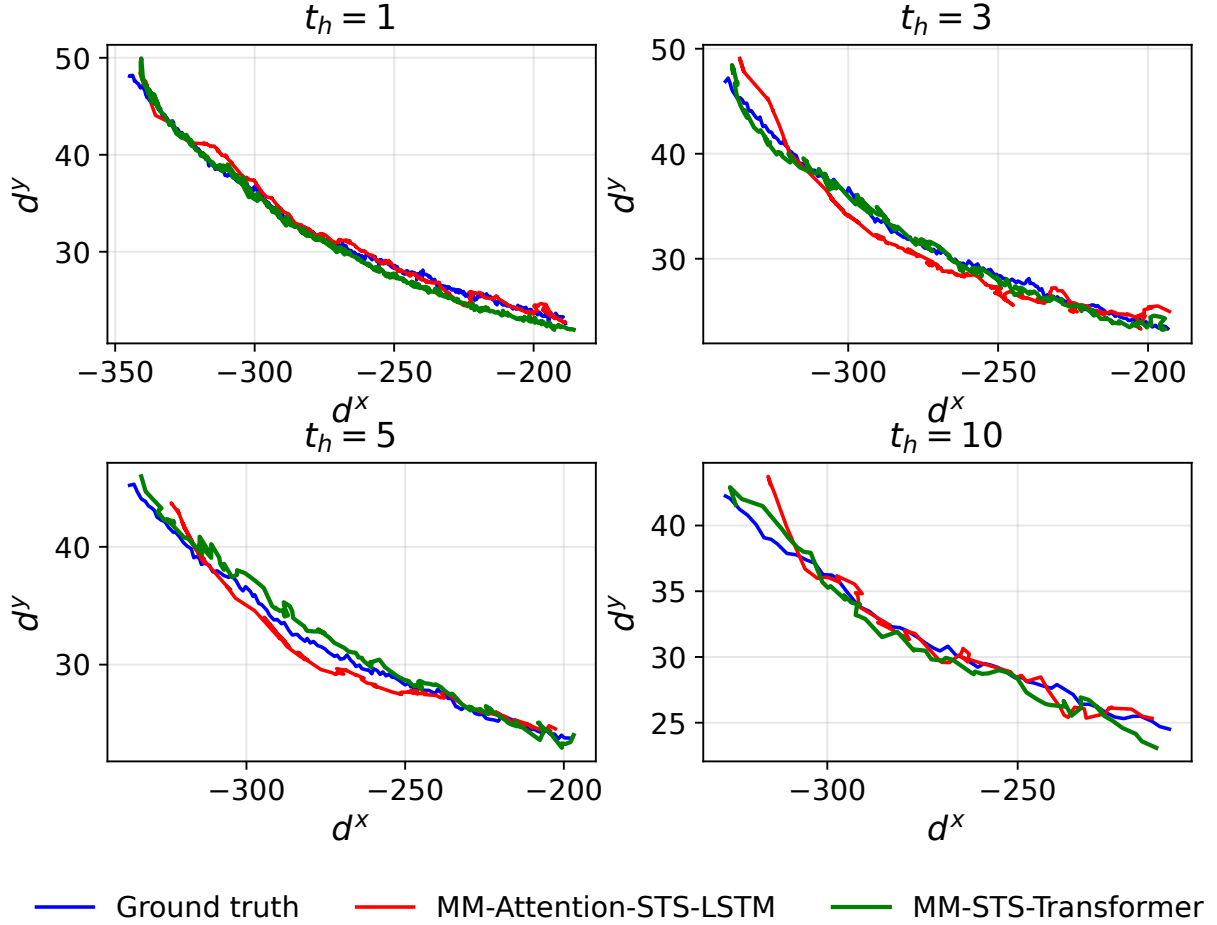 t_h = 1
t_h = 3
50
40
30
d^y
−350
−300
−250
−200
d^x
50
40
30
d^y
−300
−250
−200
d^x
t_h = 5
t_h = 10
40
30
d^y
−300
−250
−200
d^x
40
35
30
25
d^y
−300
−250
d^x
Ground truth
MM-Attention-STS-LSTM
MM-STS-Transformer